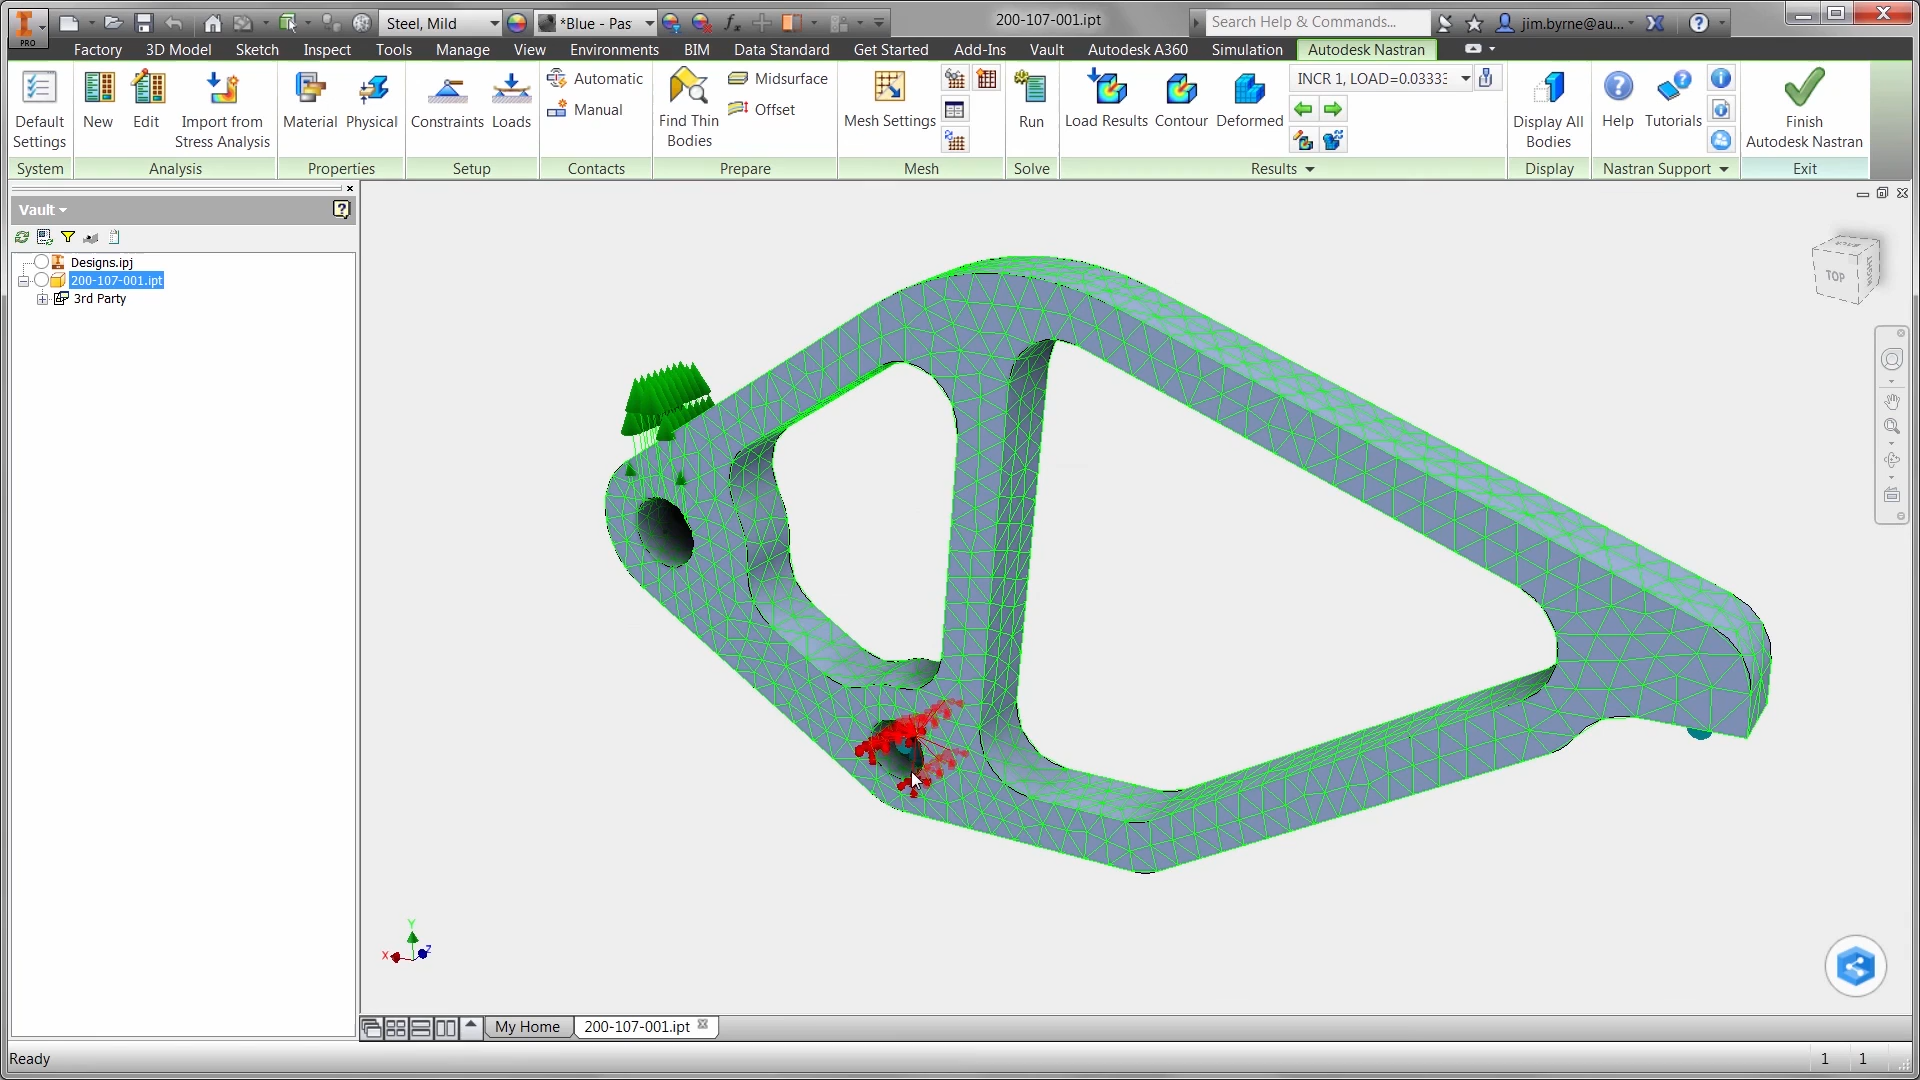 PRO
Steel, Mild
*Blue - Pas
fx
200-107-001.ipt
Search Help & Commands...
jim.byrne@au...
Factory
3D Model
Sketch
Inspect
Tools
Manage
View
Environments
BIM
Data Standard
Get Started
Add-Ins
Vault
Autodesk A360
Simulation
Autodesk Nastran
Default Settings
New
Edit
Import from Stress Analysis
Material
Physical
Constraints
Loads
Automatic
Manual
Find Thin Bodies
Midsurface
Offset
Mesh Settings
Run
Load Results
Contour
Deformed
INCR 1, LOAD=0.03333
Display All Bodies
Help
Tutorials
Finish Autodesk Nastran
System
Analysis
Properties
Setup
Contacts
Prepare
Mesh
Solve
Results
Display
Nastran Support
Exit
Vault
Designs.ipj
200-107-001.ipt
3rd Party
TOP
Y
X
Z
My Home
200-107-001.ipt
Ready
1
1